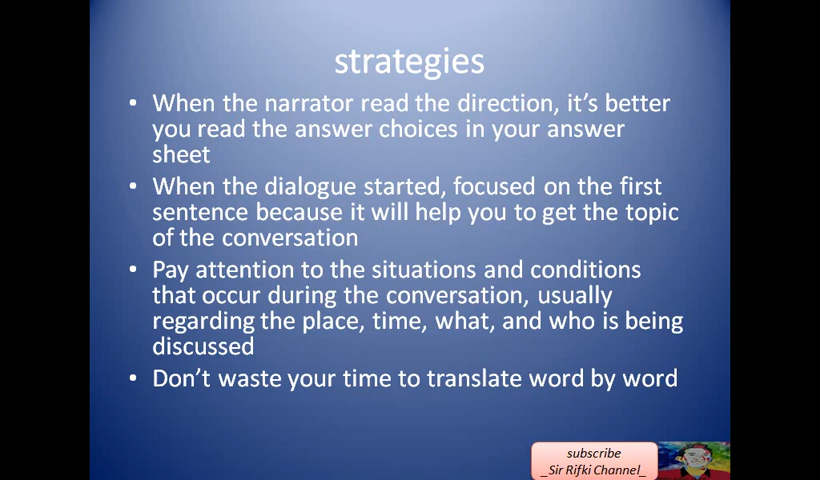 strategies
• When the narrator read the direction, it's better
you read the answer choices in your answer
sheet
• When the dialogue started, focused on the first
sentence because it will help you to get the topic
of the conversation
• Pay attention to the situations and conditions
that occur during the conversation, usually
regarding the place, time, what, and who is being
discussed
• Don't waste your time to translate word by word
subscribe
_Sir Rifki Channel_